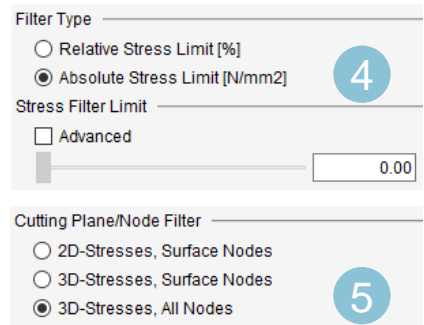 Filter Type
Relative Stress Limit [%]
Absolute Stress Limit [N/mm2]
4
Stress Filter Limit
Advanced
0.00
Cutting Plane/Node Filter
2D-Stresses, Surface Nodes
3D-Stresses, Surface Nodes
3D-Stresses, All Nodes
5